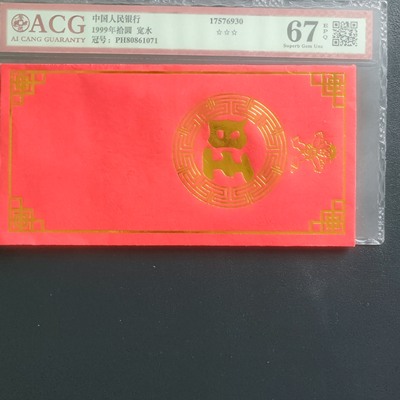 ACG
AI CANG GUARANTY
中国人民银行
1999年拾圆 宽水
冠号: PH80861071
17576930
☆☆☆
67 EPQ
Superb Gem Unc
旺